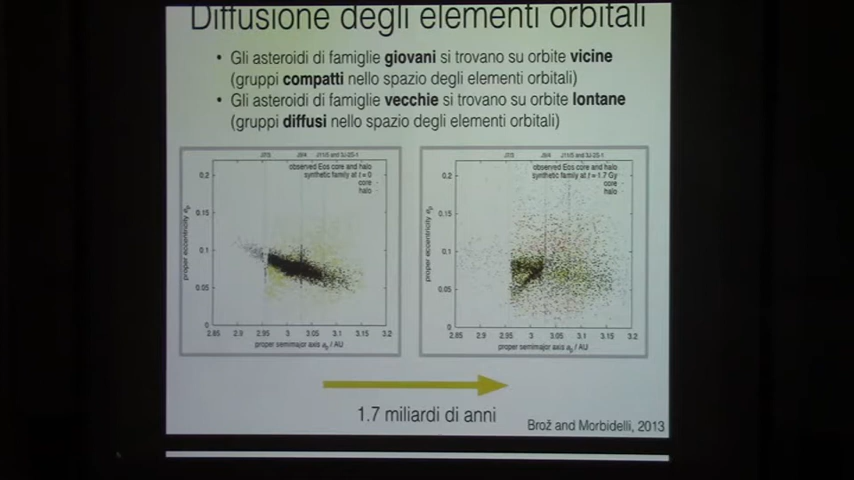 Diffusione degli elementi orbitali
• Gli asteroidi di famiglie giovani si trovano su orbite vicine
(gruppi compatti nello spazio degli elementi orbitali)
• Gli asteroidi di famiglie vecchie si trovano su orbite lontane
(gruppi diffusi nello spazio degli elementi orbitali)
J7/3 J9/4 J11/5 and 3J-2S-1
observed Eos core and halo
synthetic family at t = 0
core
halo
0.2
0.15
0.1
0.05
0
proper eccentricity eₚ
2.85 2.9 2.95 3 3.05 3.1 3.15 3.2
proper semimajor axis aₚ / AU
J7/3 J9/4 J11/5 and 3J-2S-1
observed Eos core and halo
synthetic family at t = 1.7 Gy
core
halo
0.2
0.15
0.1
0.05
0
proper eccentricity eₚ
2.85 2.9 2.95 3 3.05 3.1 3.15 3.2
proper semimajor axis aₚ / AU
1.7 miliardi di anni
Brož and Morbidelli, 2013